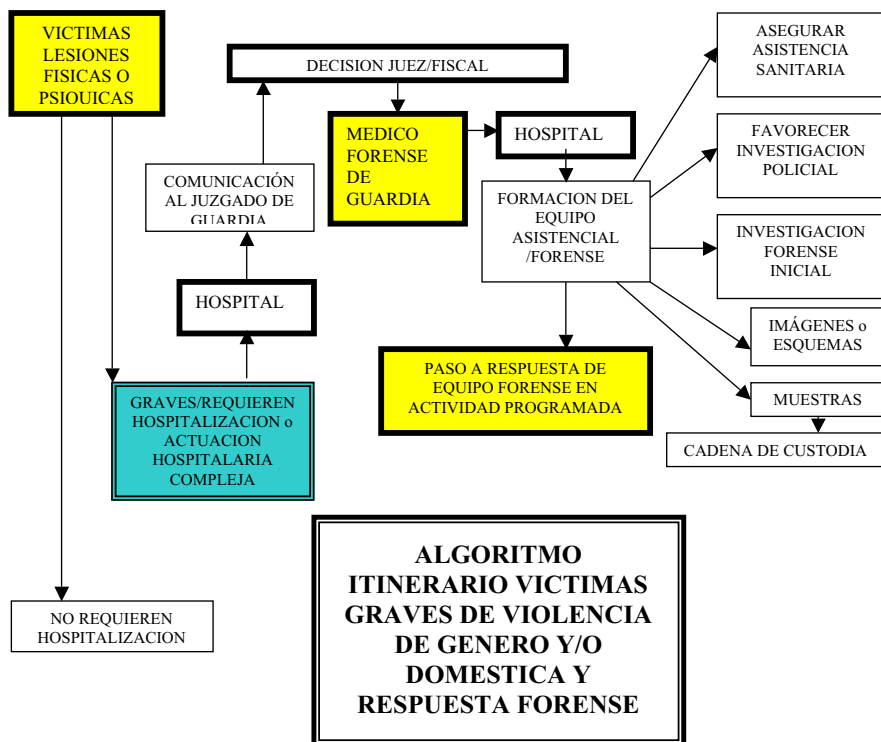 VICTIMAS
LESIONES
FISICAS O
PSIQUICAS
DECISION JUEZ/FISCAL
MEDICO
FORENSE
DE
GUARDIA
HOSPITAL
ASEGURAR
ASISTENCIA
SANITARIA
FAVORECER
INVESTIGACION
POLICIAL
COMUNICACIÓN
AL JUZGADO DE
GUARDIA
FORMACION DEL
EQUIPO
ASISTENCIAL
/FORENSE
INVESTIGACION
FORENSE
INICIAL
HOSPITAL
IMÁGENES o
ESQUEMAS
PASO A RESPUESTA DE
EQUIPO FORENSE EN
ACTIVIDAD PROGRAMADA
MUESTRAS
CADENA DE CUSTODIA
GRAVES/REQUIEREN
HOSPITALIZACION o
ACTUACION
HOSPITALARIA
COMPLEJA
NO REQUIEREN
HOSPITALIZACION
ALGORITMO
ITINERARIO VICTIMAS
GRAVES DE VIOLENCIA
DE GENERO Y/O
DOMESTICA Y
RESPUESTA FORENSE